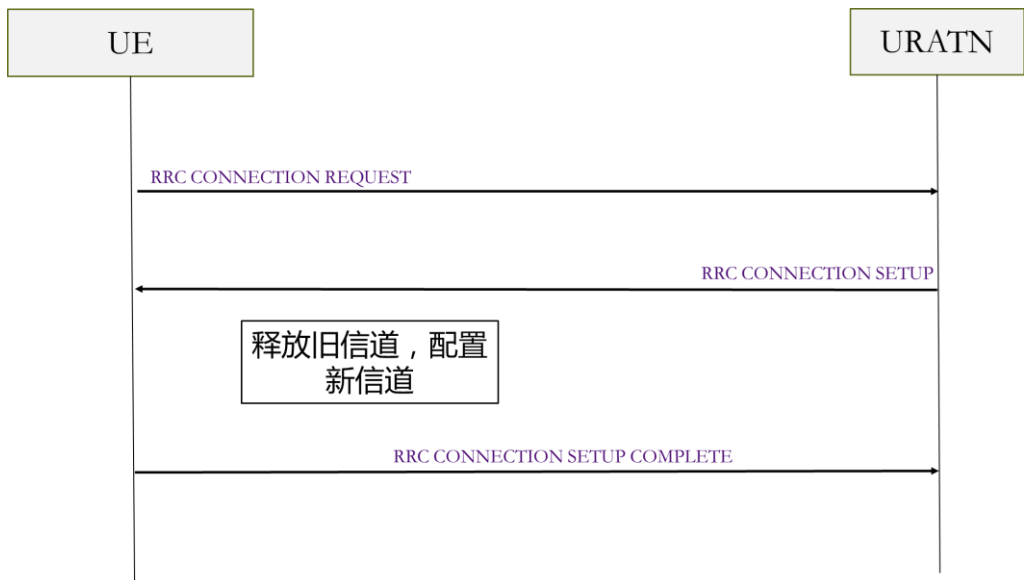 UE
URATN
RRC CONNECTION REQUEST
RRC CONNECTION SETUP
释放旧信道，配置
新信道
RRC CONNECTION SETUP COMPLETE